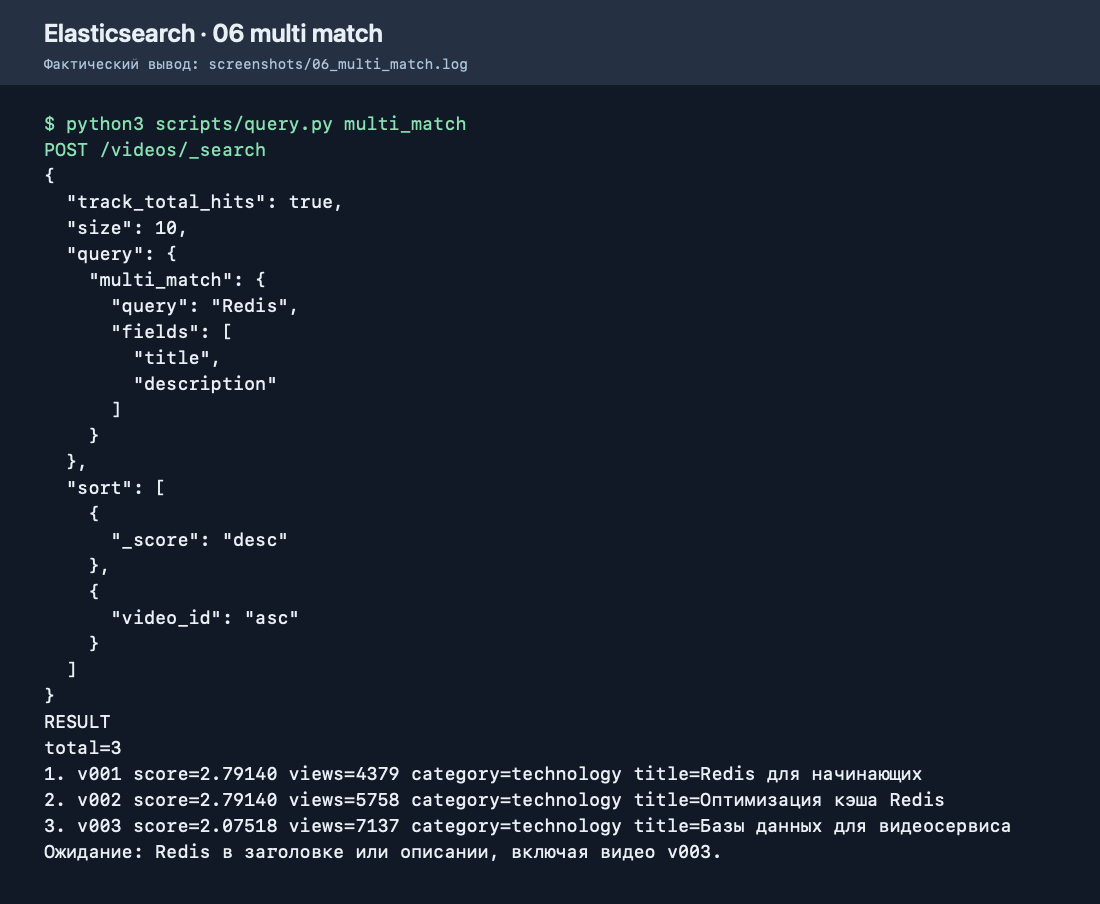 Elasticsearch · 06 multi match
Фактический вывод: screenshots/06_multi_match.log
$ python3 scripts/query.py multi_match
POST /videos/_search
{
  "track_total_hits": true,
  "size": 10,
  "query": {
    "multi_match": {
      "query": "Redis",
      "fields": [
        "title",
        "description"
      ]
    }
  },
  "sort": [
    {
      "_score": "desc"
    },
    {
      "video_id": "asc"
    }
  ]
}
RESULT
total=3
1. v001 score=2.79140 views=4379 category=technology title=Redis для начинающих
2. v002 score=2.79140 views=5758 category=technology title=Оптимизация кэша Redis
3. v003 score=2.07518 views=7137 category=technology title=Базы данных для видеосервиса
Ожидание: Redis в заголовке или описании, включая видео v003.